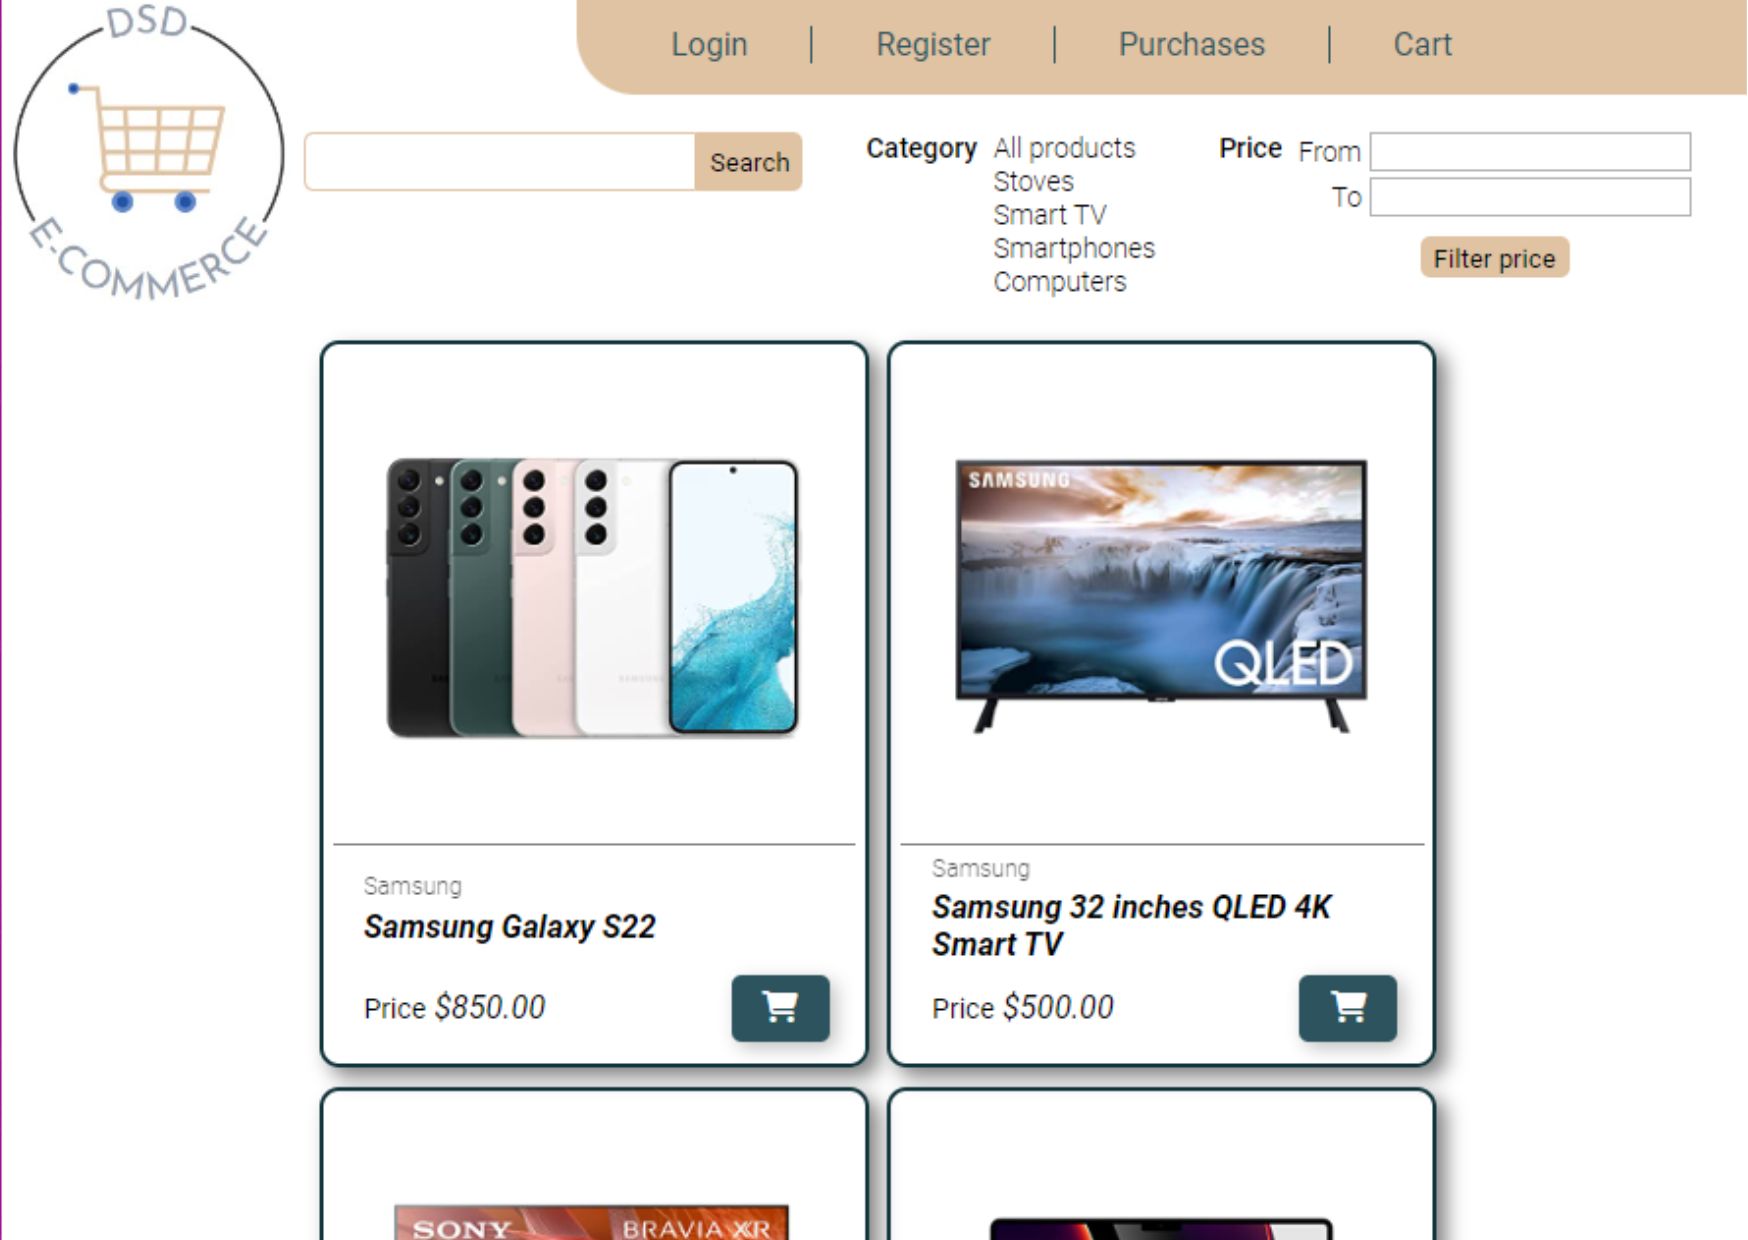 DSD
E-COMMERCE
Login
Register
Purchases
Cart
Search
Category
All products
Stoves
Smart TV
Smartphones
Computers
Price
From
To
Filter price
SAMSUNG
SAMSUNG
QLED
Samsung
Samsung Galaxy S22
Price $850.00
Samsung
Samsung 32 inches QLED 4K
Smart TV
Price $500.00
SONY
BRAVIA XR